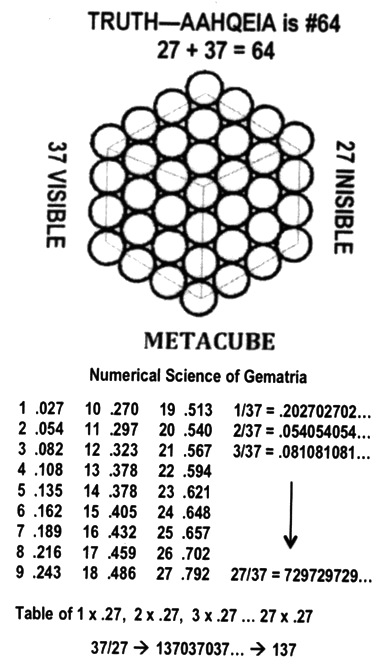 TRUTH—AAHQEIA is #64
27 + 37 = 64
37 VISIBLE
27 INISIBLE
METACUBE
Numerical Science of Gematria
1 .027 10 .270 19 .513 1/37 = .202702702...
2 .054 11 .297 20 .540 2/37 = .054054054...
3 .082 12 .323 21 .567 3/37 = .081081081...
4 .108 13 .378 22 .594
5 .135 14 .378 23 .621
6 .162 15 .405 24 .648
7 .189 16 .432 25 .657
8 .216 17 .459 26 .702
9 .243 18 .486 27 .792 27/37 = 729729729...
Table of 1 x .27, 2 x .27, 3 x .27 ... 27 x .27
37/27 → 137037037... → 137